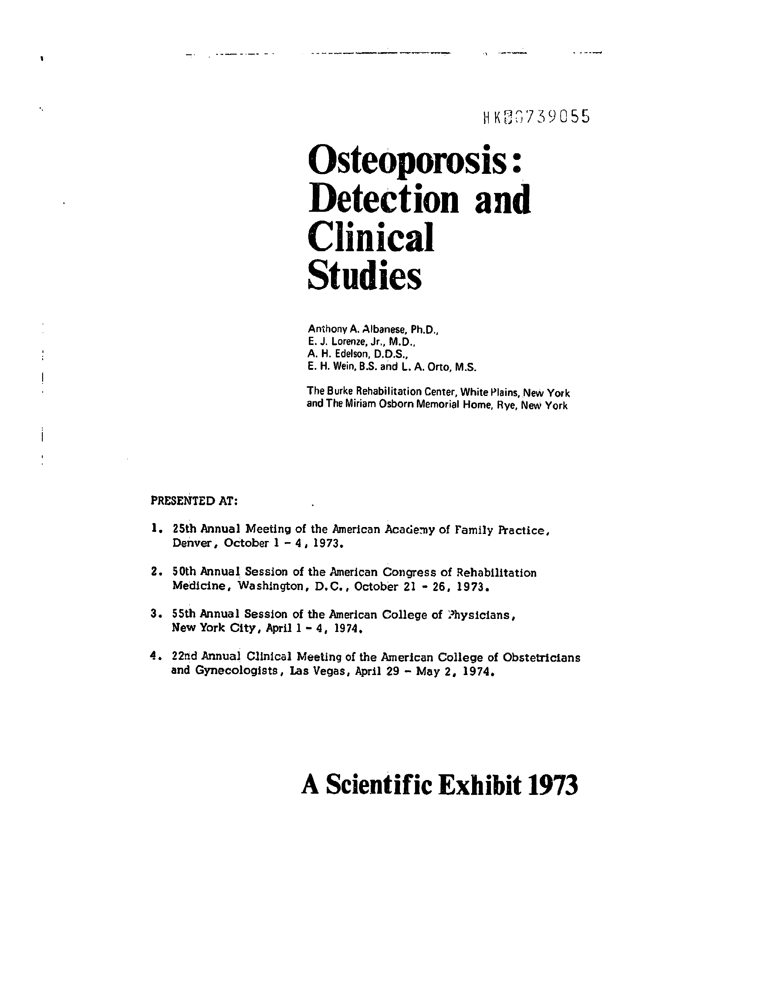 739055
Osteoporosis:
Detection and
Clinical
Studies
Anthony A. Albanese, Ph.D.,
E. J. Lorenze, Jr., M.D.,
A. H. Edelson, D.D.S.,
E. H. Wein, B.S. and L. A. Orto, M.S.
The Burke Rehabilitation Center, White Plains, New York
and The Miriam Osborn Memorial Home, Rye, New York
PRESENTED AT:
1. 25th Annual Meeting of the American Academy of Family Practice,
Denver, October 1 - 4, 1973.
2. 50th Annual Session of the American Congress of Rehabilitation
Medicine, Washington, D.C., October 21 - 26, 1973.
3. 55th Annual Session of the American College of Physicians,
New York City, April 1 - 4, 1974.
4. 22nd Annual Clinical Meeting of the American College of Obstetricians
and Gynecologists, Las Vegas, April 29 - May 2, 1974.
A Scientific Exhibit 1973